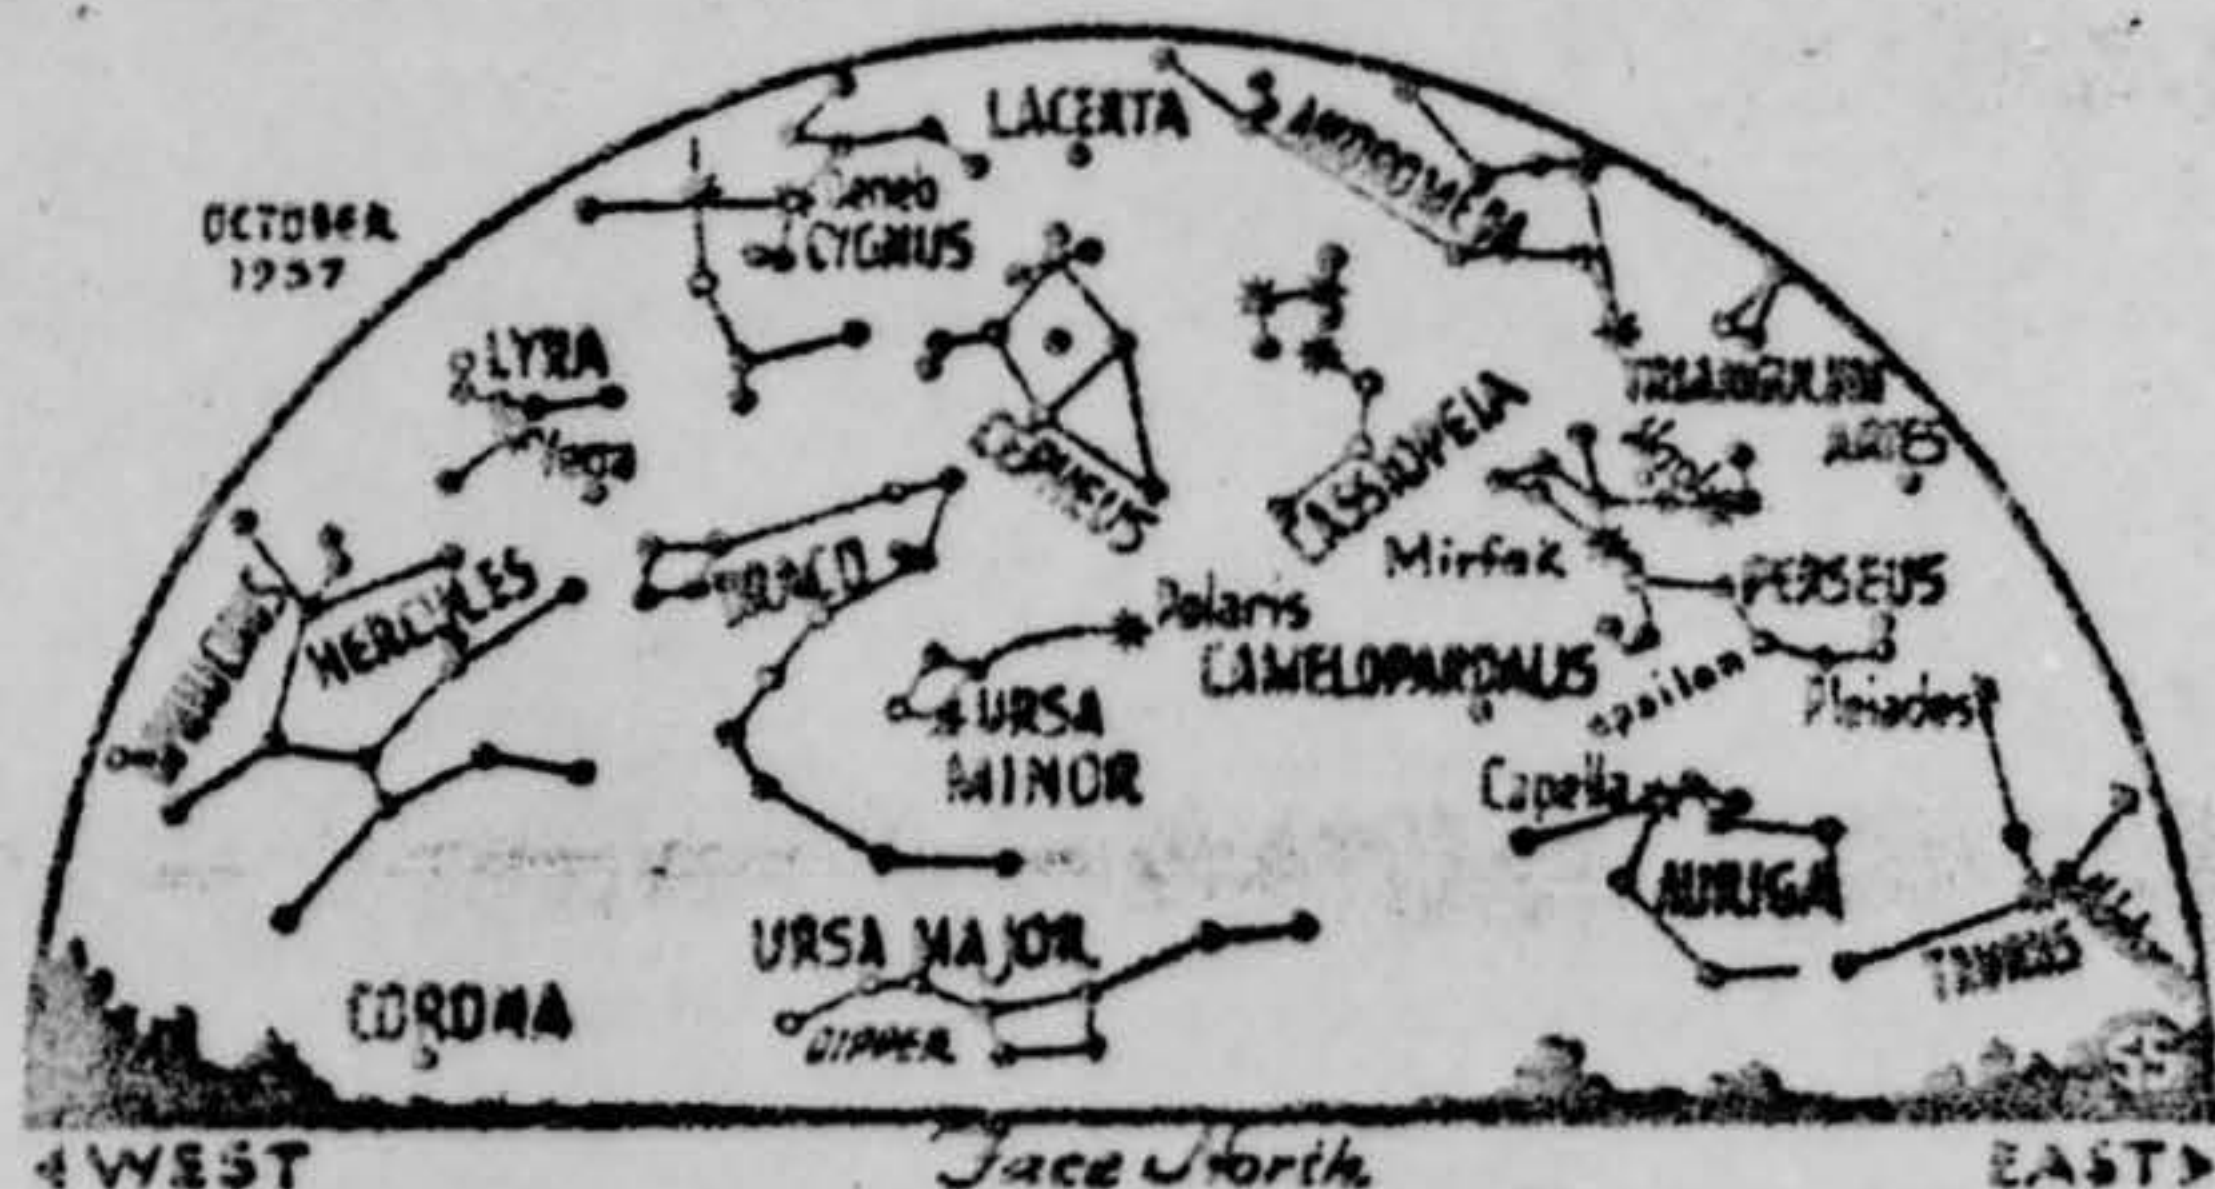 LACERTA
ANDROMEDA
OCTOBER
1957
Deneb
CYGNUS
LYRA
Vega
TRIANGULUM
CEPHEUS
CASSIOPEIA
ARIES
Mirfak
HERCULES
DRACO
PERSEUS
Polaris
CAMELOPARDALIS
epsilon
Pleiades
URSA
MINOR
Capella
AURIGA
URSA MAJOR
TAURUS
CORONA
DIPPER
WEST
Face North
EAST